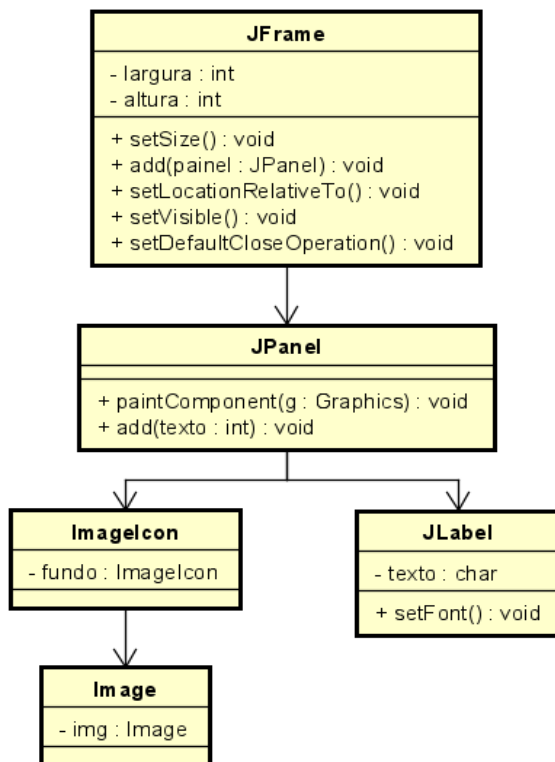 JFrame
- largura : int
- altura : int
+ setSize() : void
+ add(painel : JPanel) : void
+ setLocationRelativeTo() : void
+ setVisible() : void
+ setDefaultCloseOperation() : void
JPanel
+ paintComponent(g : Graphics) : void
+ add(texto : int) : void
ImageIcon
- fundo : ImageIcon
JLabel
- texto : char
+ setFont() : void
Image
- img : Image